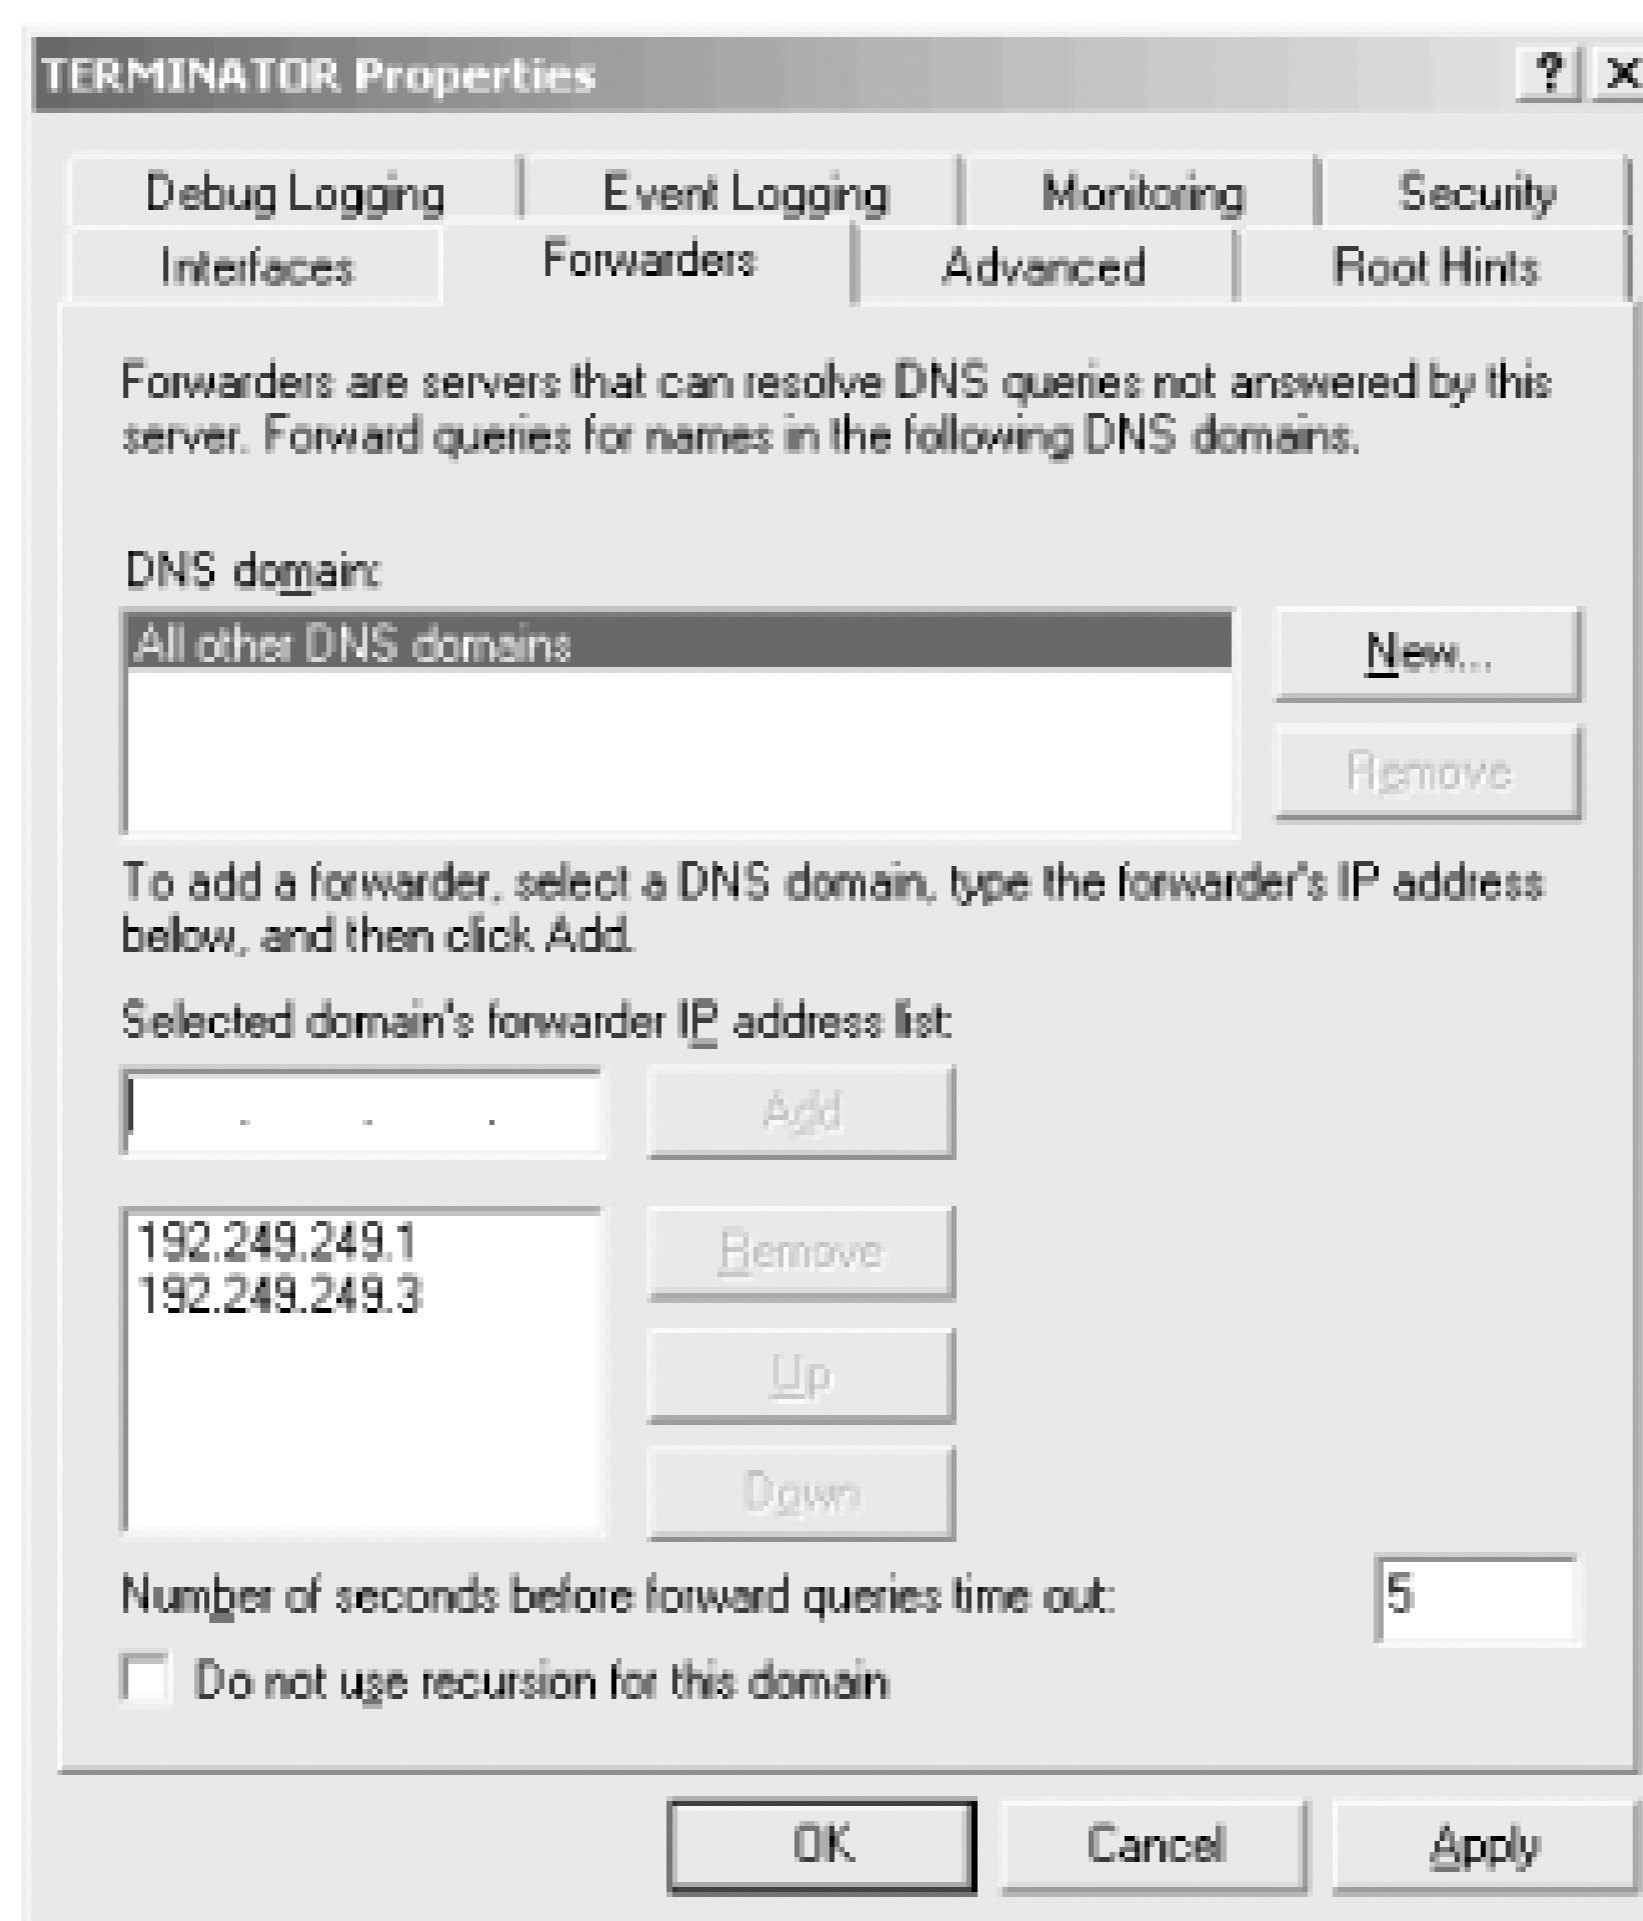 TERMINATOR Properties
? X
Debug Logging Event Logging Monitoring Security
Interfaces Forwarders Advanced Root Hints
Forwarders are servers that can resolve DNS queries not answered by this
server. Forward queries for names in the following DNS domains.
DNS domain:
All other DNS domains
New...
Remove
To add a forwarder, select a DNS domain, type the forwarder's IP address
below, and then click Add.
Selected domain's forwarder IP address list:
. . . Add
192.249.249.1
192.249.249.3
Remove
Up
Down
Number of seconds before forward queries time out: 5
Do not use recursion for this domain
OK Cancel Apply